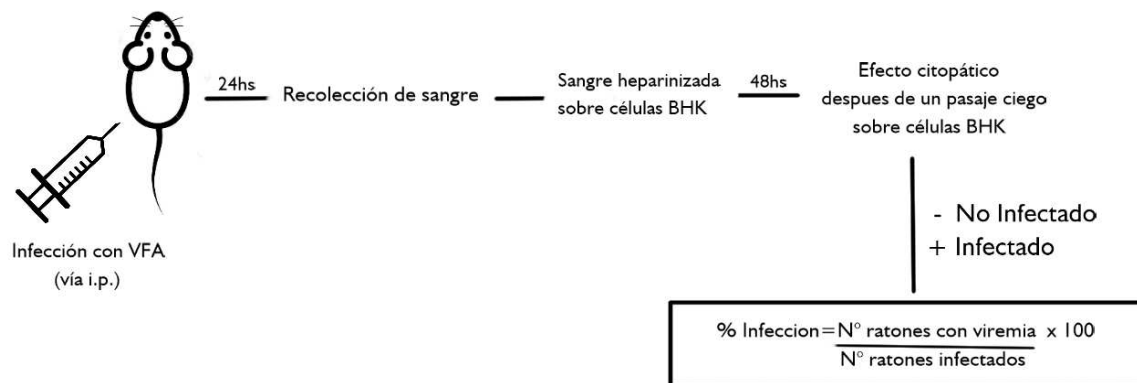 24hs
Recolección de sangre
Sangre heparinizada
sobre células BHK
48hs
Efecto citopático
despues de un pasaje ciego
sobre células BHK
Infección con VFA
(vía i.p.)
- No Infectado
+ Infectado
% Infeccion=N° ratones con viremia x 100
N° ratones infectados